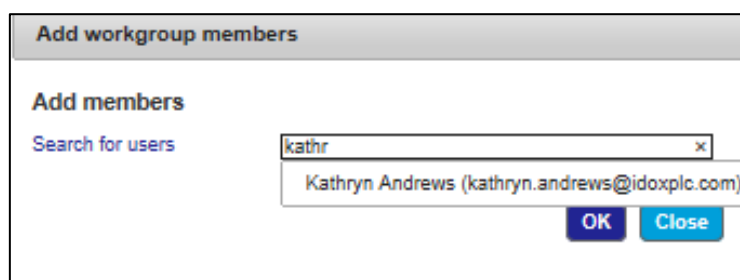 Add workgroup members
Add members
Search for users kathr ×
Kathryn Andrews (kathryn.andrews@idoxplc.com)
OK Close